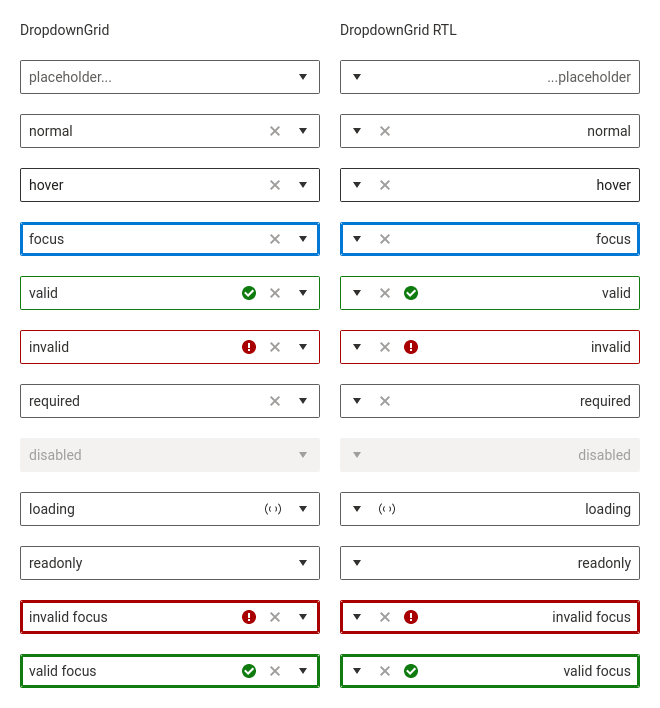 DropdownGrid
DropdownGrid RTL
placeholder...
...placeholder
normal
normal
hover
hover
focus
focus
valid
valid
invalid
invalid
required
required
disabled
disabled
loading
loading
readonly
readonly
invalid focus
invalid focus
valid focus
valid focus